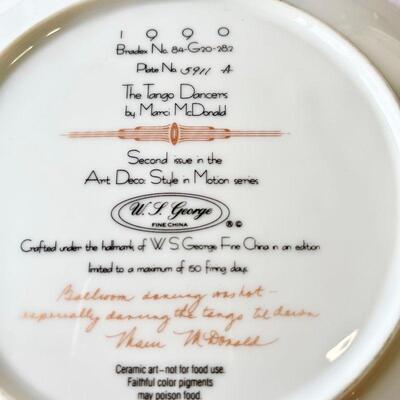 1990
Bradex No. 84-G20-28.2
Plate No. 5911 A
The Tango Dancers
by Marci McDonald
Second issue in the
Art Deco: Style in Motion series
W. S. George
FINE CHINA
®©
Crafted under the hallmark of W S George Fine China in an edition
limited to a maximum of 150 firing days.
Ballroom dancing was hot—
especially dancing the tango til dawn
Marci McDonald
Ceramic art–not for food use.
Faithful color pigments
may poison food.